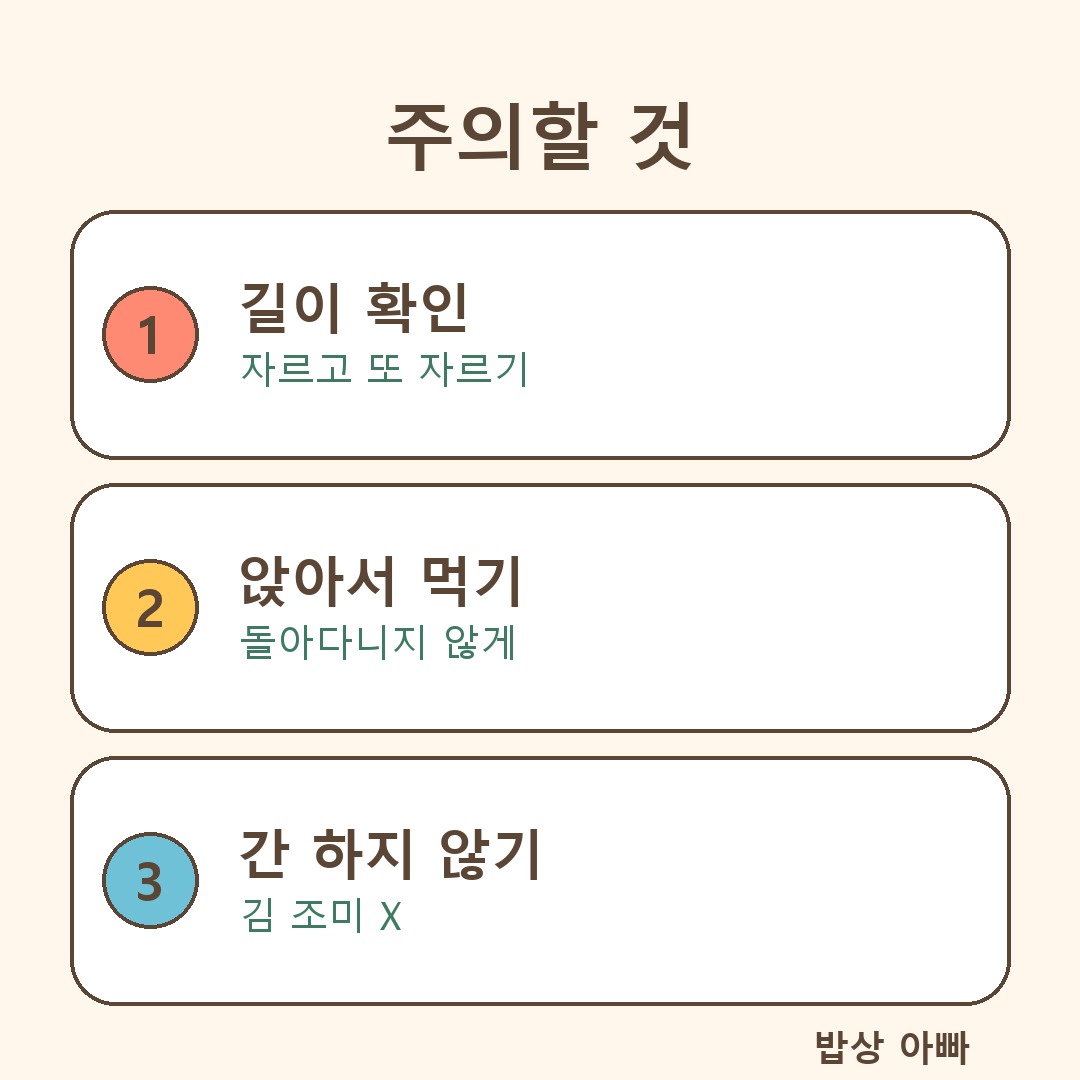 주의할 것
1
길이 확인
자르고 또 자르기
2
앉아서 먹기
돌아다니지 않게
3
간 하지 않기
김 조미 X
밥상 아빠